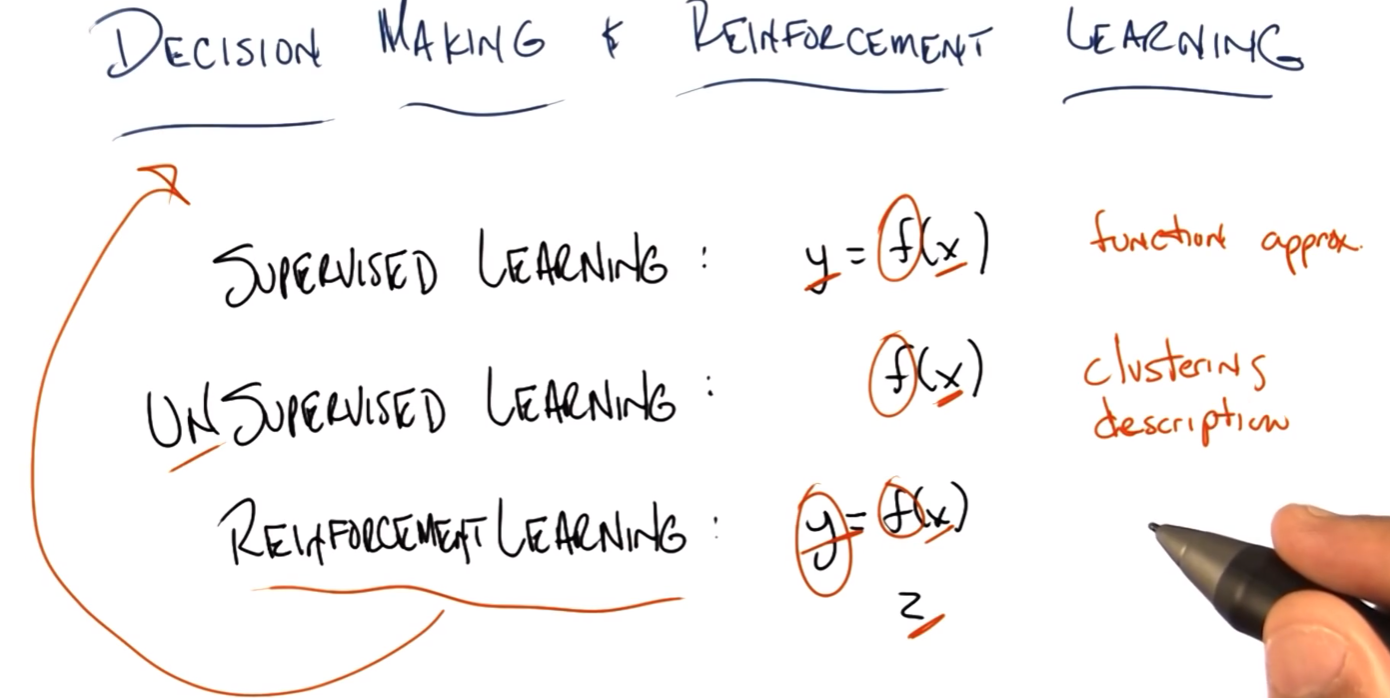 DECISION MAKING & REINFORCEMENT LEARNING
SUPERVISED LEARNING : y = f(x) function approx.
UNSUPERVISED LEARNING : f(x) clustering
description
REINFORCEMENT LEARNING : y = f(x)
z